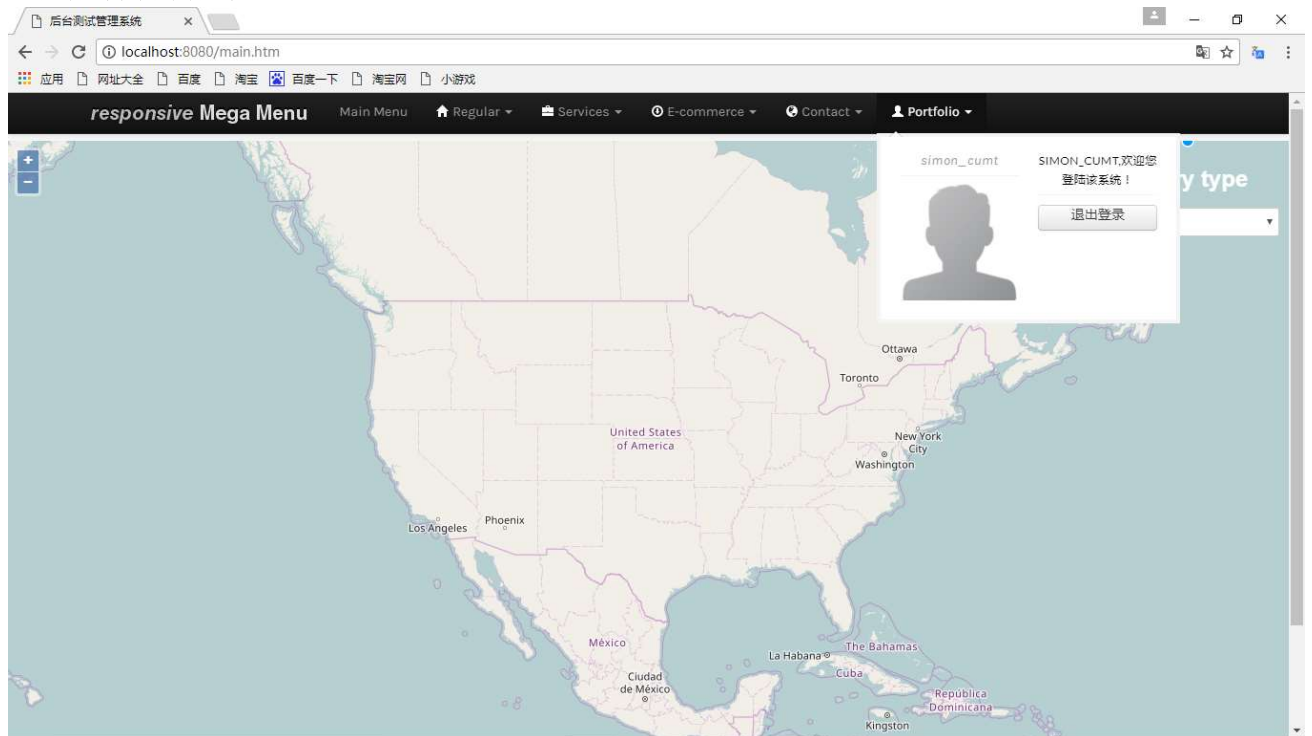 后台测试管理系统
localhost:8080/main.htm
应用 网址大全 百度 淘宝 百度一下 淘宝网 小游戏
responsive Mega Menu Main Menu Regular Services E-commerce Contact Portfolio
simon_cumt
SIMON_CUMT,欢迎您
登陆该系统！
退出登录
y type
Ottawa
Toronto
United States
of America
New York
City
Washington
Los Angeles
Phoenix
México
La Habana
The Bahamas
Cuba
Ciudad
de México
República
Dominicana
Kingston